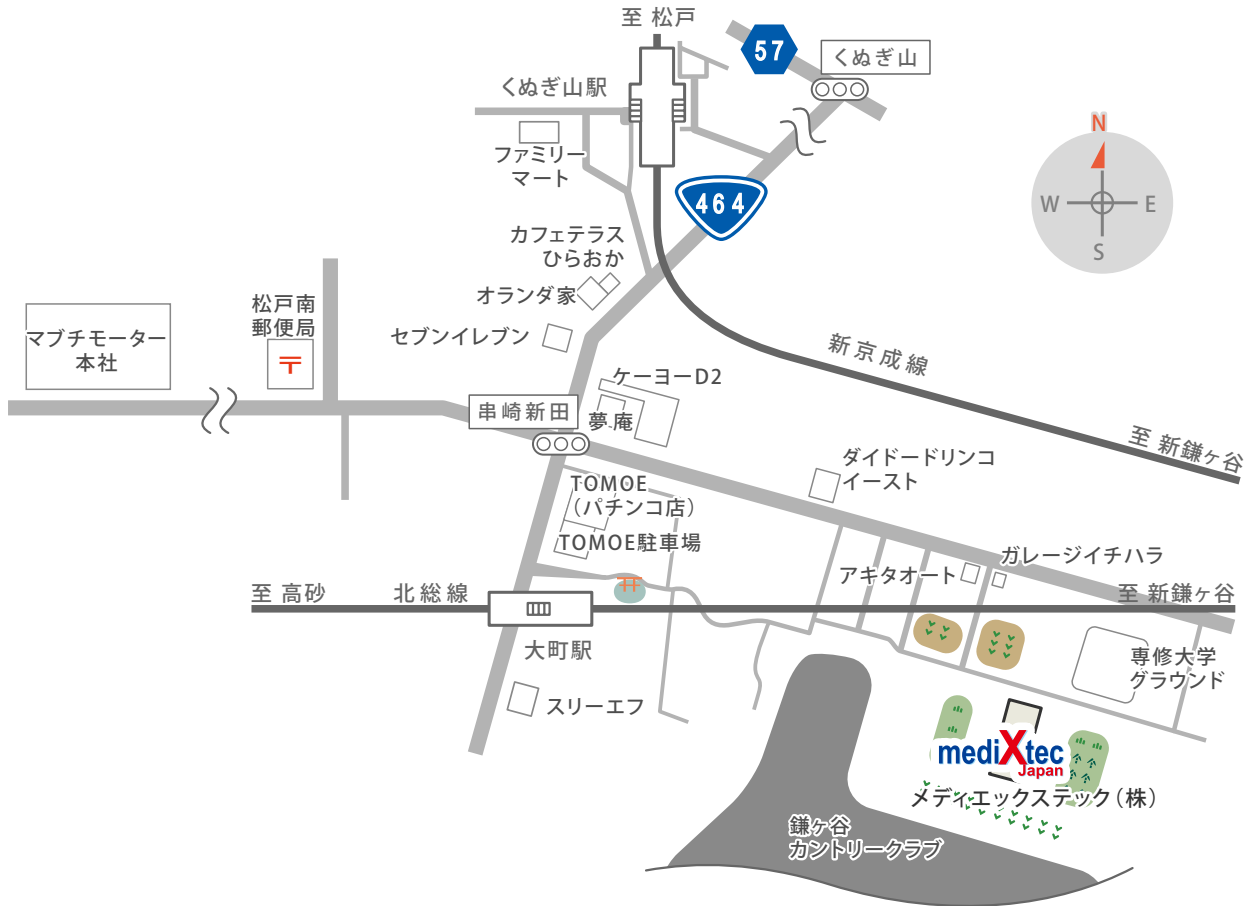 至 松戸
57
くぬぎ山
くぬぎ山駅
ファミリー
マート
N
W
E
S
464
カフェテラス
ひらおか
オランダ家
松戸南
郵便局
〒
セブンイレブン
マブチモーター
本社
新京成線
ケーヨーD2
串崎新田
夢庵
至 新鎌ヶ谷
ダイドードリンコ
イースト
TOMOE
（パチンコ店）
TOMOE駐車場
ガレージイチハラ
アキタオート
至 高砂
北総線
至 新鎌ヶ谷
大町駅
専修大学
グラウンド
スリーエフ
mediXtec
Japan
メディエックステック（株）
鎌ヶ谷
カントリークラブ